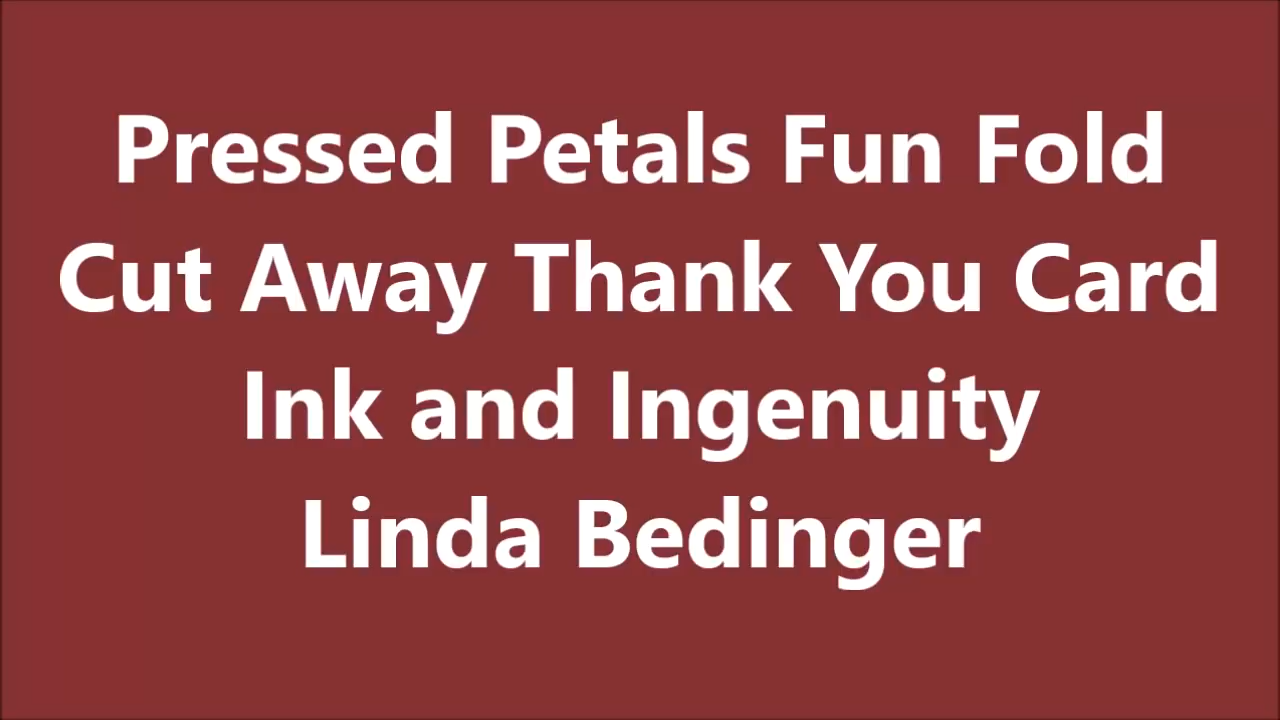 Pressed Petals Fun Fold
Cut Away Thank You Card
Ink and Ingenuity
Linda Bedinger